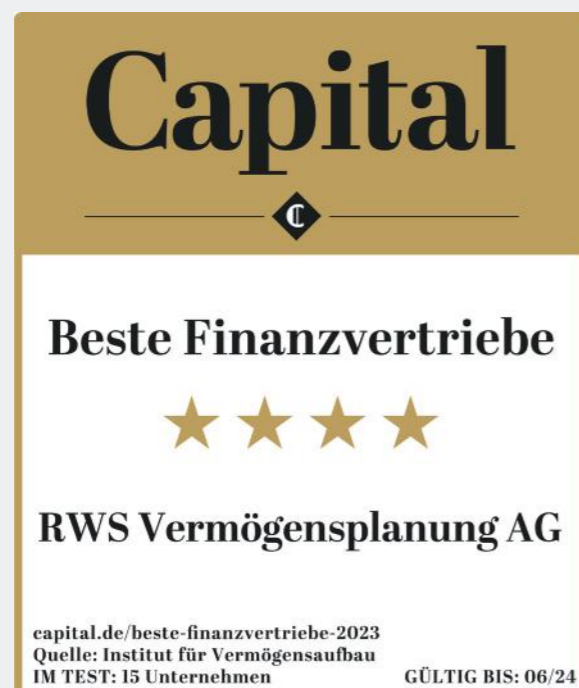 Capital
Beste Finanzvertriebe
RWS Vermögensplanung AG
capital.de/beste-finanzvertriebe-2023
Quelle: Institut für Vermögensaufbau
IM TEST: 15 Unternehmen GÜLTIG BIS: 06/24